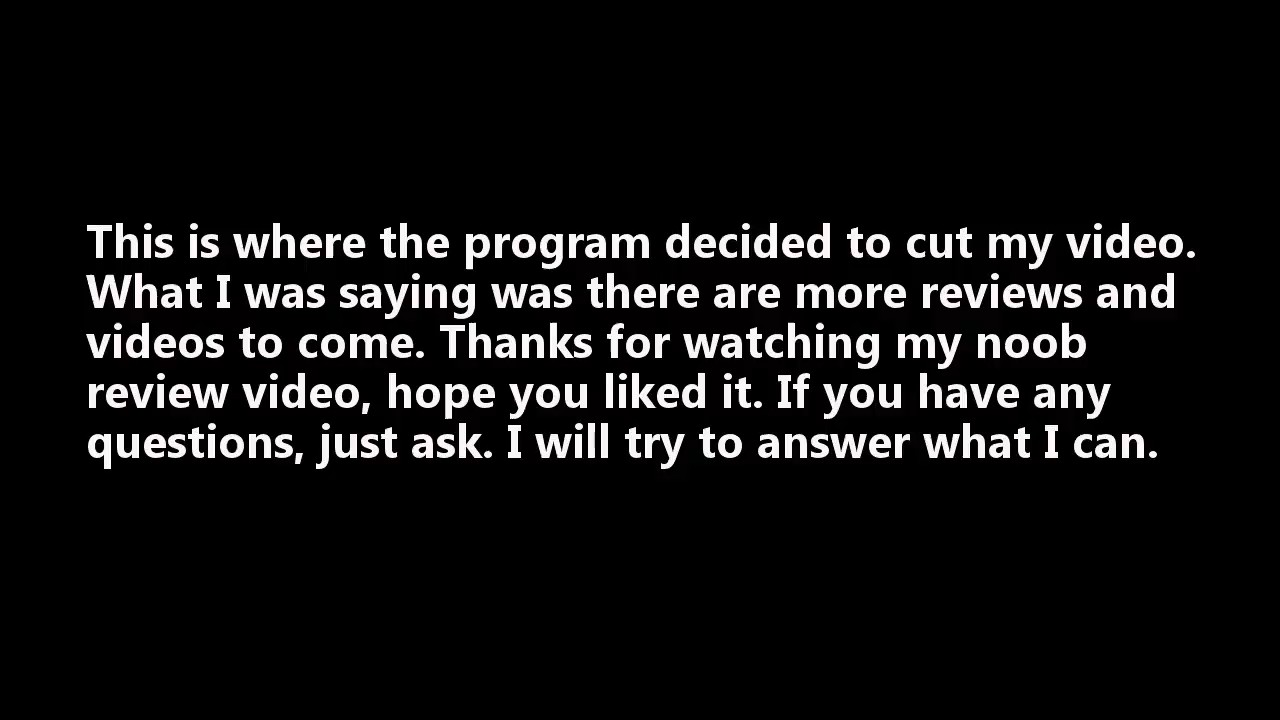 This is where the program decided to cut my video.
What I was saying was there are more reviews and
videos to come. Thanks for watching my noob
review video, hope you liked it. If you have any
questions, just ask. I will try to answer what I can.